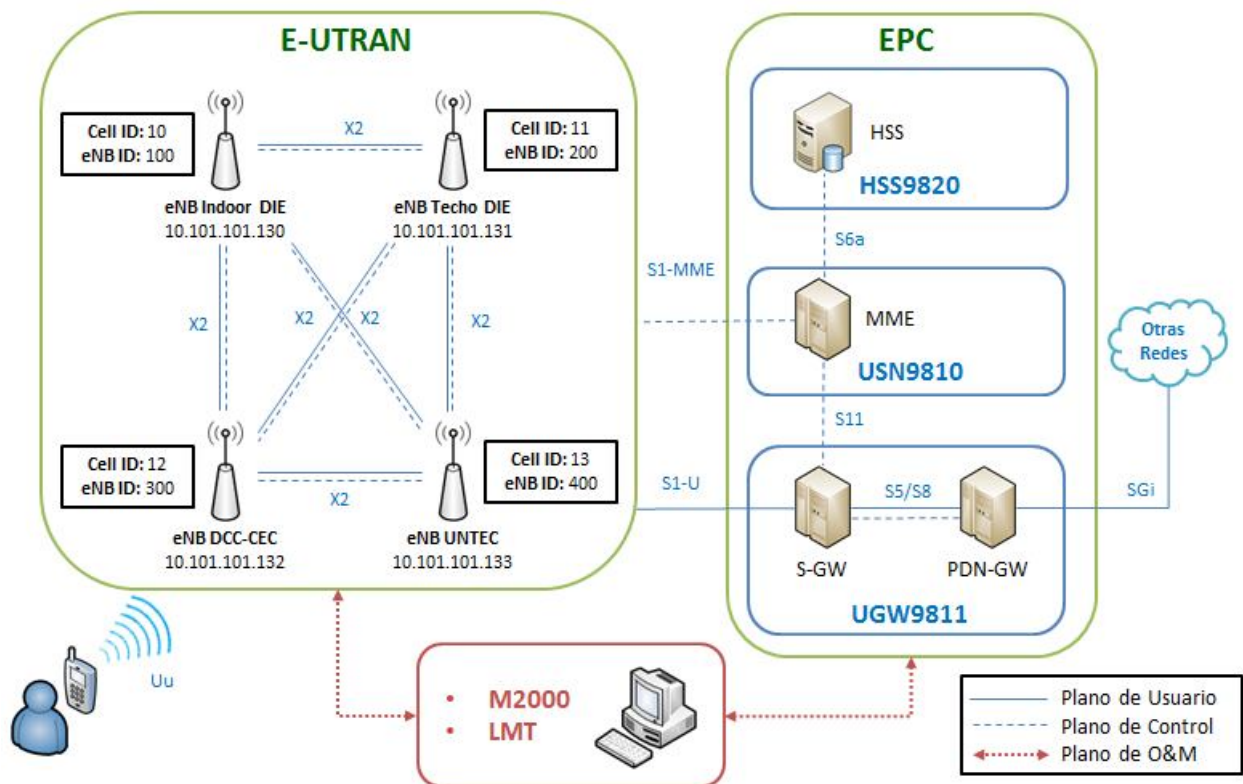 E-UTRAN
Cell ID: 10
eNB ID: 100
X2
Cell ID: 11
eNB ID: 200
eNB Indoor DIE
10.101.101.130
eNB Techo DIE
10.101.101.131
X2
X2
X2
X2
Cell ID: 12
eNB ID: 300
X2
Cell ID: 13
eNB ID: 400
eNB DCC-CEC
10.101.101.132
eNB UNTEC
10.101.101.133
Uu
S1-MME
S1-U
EPC
HSS
HSS9820
S6a
MME
USN9810
S11
S5/S8
S-GW
PDN-GW
UGW9811
SGi
Otras
Redes
• M2000
• LMT
Plano de Usuario
Plano de Control
Plano de O&M